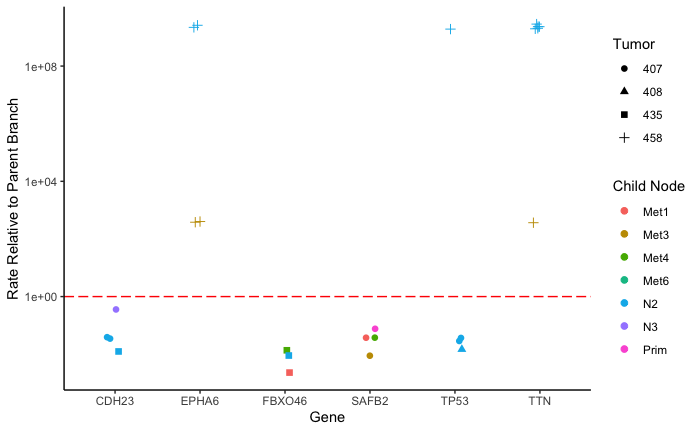 Rate Relative to Parent Branch
1e+08
1e+04
1e+00
CDH23 EPHA6 FBXO46 SAFB2 TP53 TTN
Gene
Tumor
407
408
435
458
Child Node
Met1
Met3
Met4
Met6
N2
N3
Prim